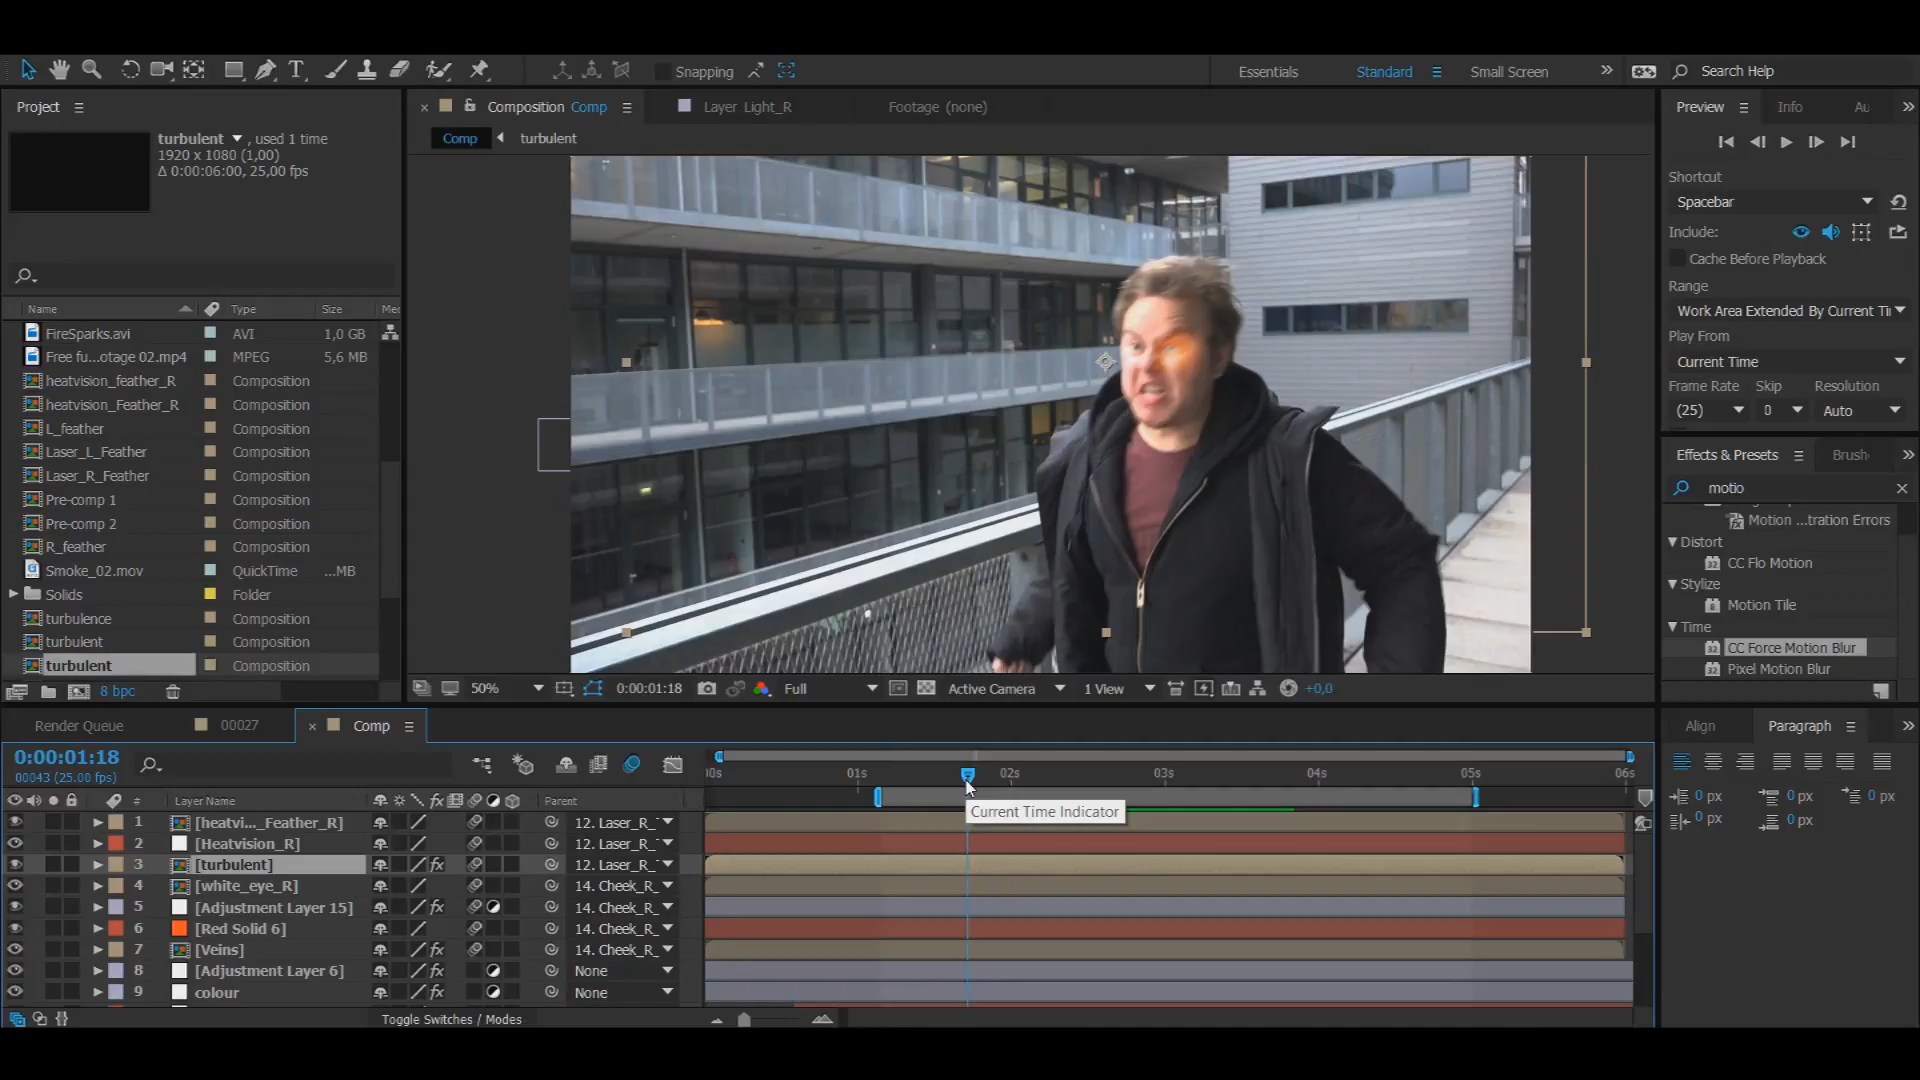 Snapping
Essentials
Standard
Small Screen
Search Help
Project
turbulent , used 1 time
1920 x 1080 (1,00)
Δ 0:00:06:00, 25,00 fps
Name Type Size Me
FireSparks.avi AVI 1,0 GB
Free fu...otage 02.mp4 MPEG 5,6 MB
heatvision_feather_R Composition
heatvision_Feather_R Composition
L_feather Composition
Laser_L_Feather Composition
Laser_R_Feather Composition
Pre-comp 1 Composition
Pre-comp 2 Composition
R_feather Composition
Smoke_02.mov QuickTime ...MB
Solids Folder
turbulence Composition
turbulent Composition
turbulent Composition
8 bpc
Composition Comp
Layer Light_R
Footage (none)
Comp turbulent
50% 0:00:01:18 Full Active Camera 1 View +0,0
Preview Info Au
Shortcut
Spacebar
Include:
Cache Before Playback
Range
Work Area Extended By Current Ti
Play From
Current Time
Frame Rate Skip Resolution
(25) 0 Auto
Effects & Presets Brush
motio
Motion ...tration Errors
Distort
CC Flo Motion
Stylize
Motion Tile
Time
CC Force Motion Blur
Pixel Motion Blur
Render Queue 00027 Comp
0:00:01:18
00043 (25.00 fps)
00s 01s 02s 03s 04s 05s 06s
# Layer Name fx Parent
Current Time Indicator
1 [heatvi..._Feather_R] 12. Laser_R_
2 [Heatvision_R] 12. Laser_R_
3 [turbulent] fx 12. Laser_R_
4 [white_eye_R] 14. Cheek_R_
5 [Adjustment Layer 15] fx 14. Cheek_R_
6 [Red Solid 6] 14. Cheek_R_
7 [Veins] fx 14. Cheek_R_
8 [Adjustment Layer 6] fx None
9 colour fx None
Toggle Switches / Modes
Align Paragraph
0 px 0 px 0 px
0 px 0 px